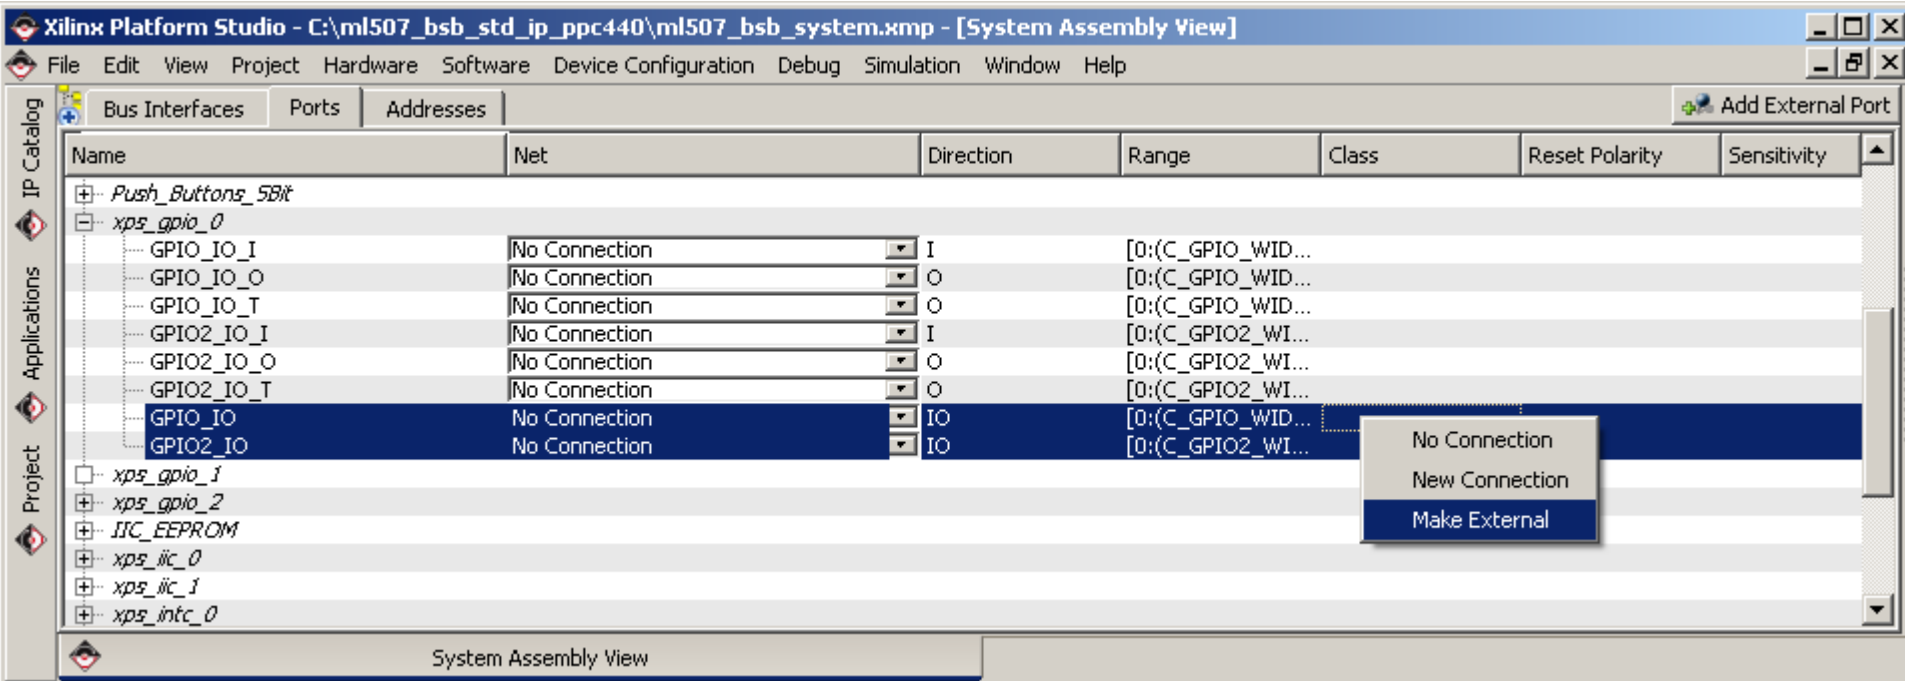 Xilinx Platform Studio - C:\ml507_bsb_std_ip_ppc440\ml507_bsb_system.xmp - [System Assembly View]
File Edit View Project Hardware Software Device Configuration Debug Simulation Window Help
Bus Interfaces Ports Addresses Add External Port
IP Catalog
Applications
Project
Name Net Direction Range Class Reset Polarity Sensitivity
Push_Buttons_5Bit
xps_gpio_0
GPIO_IO_I No Connection I [0:(C_GPIO_WID...
GPIO_IO_O No Connection O [0:(C_GPIO_WID...
GPIO_IO_T No Connection O [0:(C_GPIO_WID...
GPIO2_IO_I No Connection I [0:(C_GPIO2_WI...
GPIO2_IO_O No Connection O [0:(C_GPIO2_WI...
GPIO2_IO_T No Connection O [0:(C_GPIO2_WI...
GPIO_IO No Connection IO [0:(C_GPIO_WID...
GPIO2_IO No Connection IO [0:(C_GPIO2_WI...
No Connection
New Connection
Make External
xps_gpio_1
xps_gpio_2
IIC_EEPROM
xps_iic_0
xps_iic_1
xps_intc_0
System Assembly View